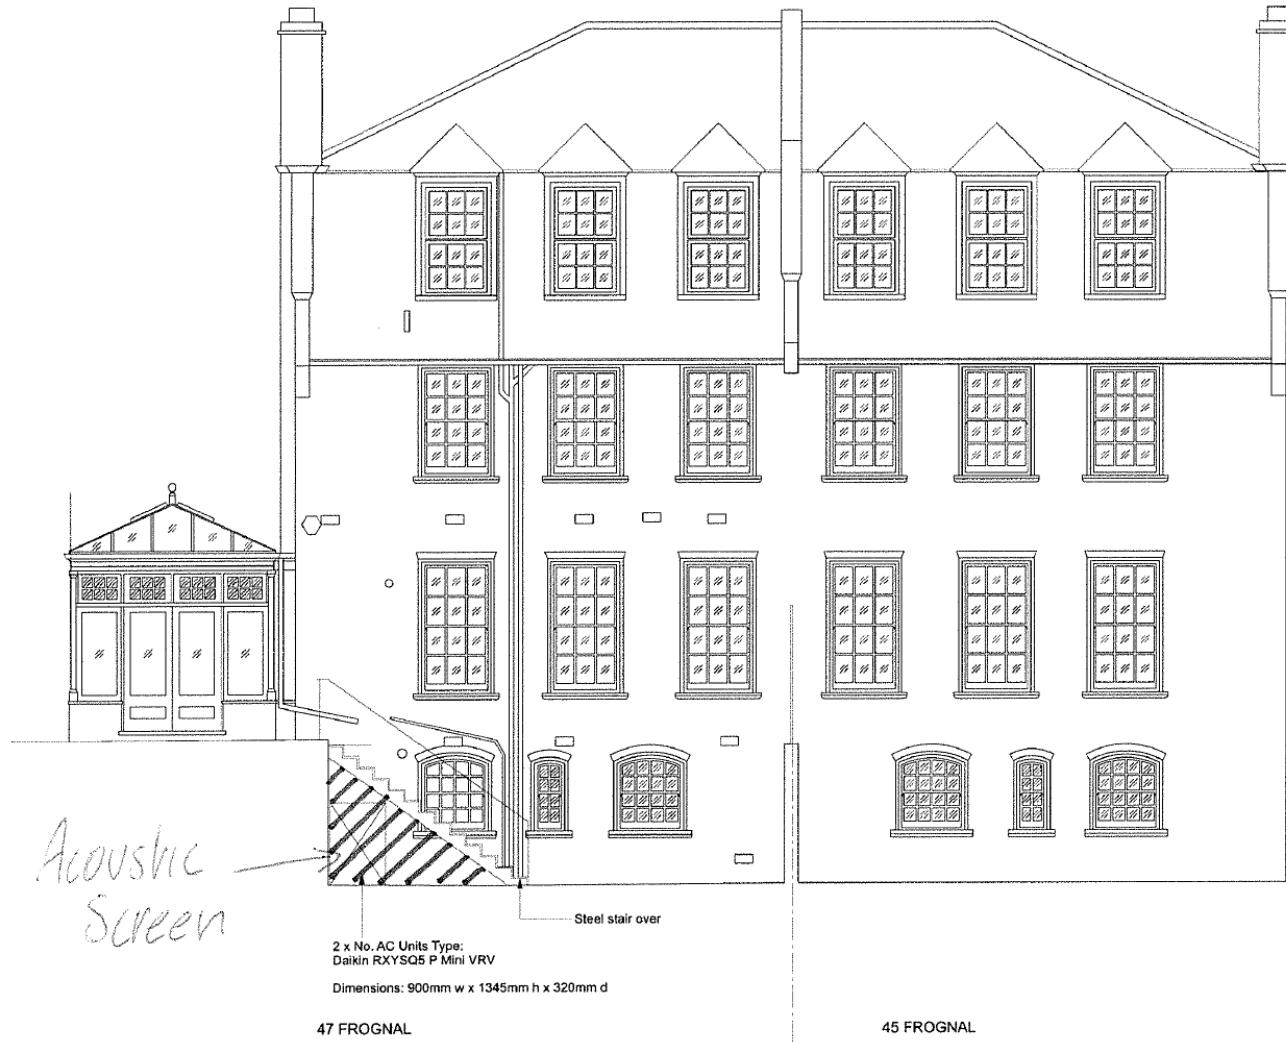 Acoustic
Screen
Steel stair over
2 x No. AC Units Type:
Daikin RXYSQ5 P Mini VRV
Dimensions: 900mm w x 1345mm h x 320mm d
47 FROGNAL
45 FROGNAL